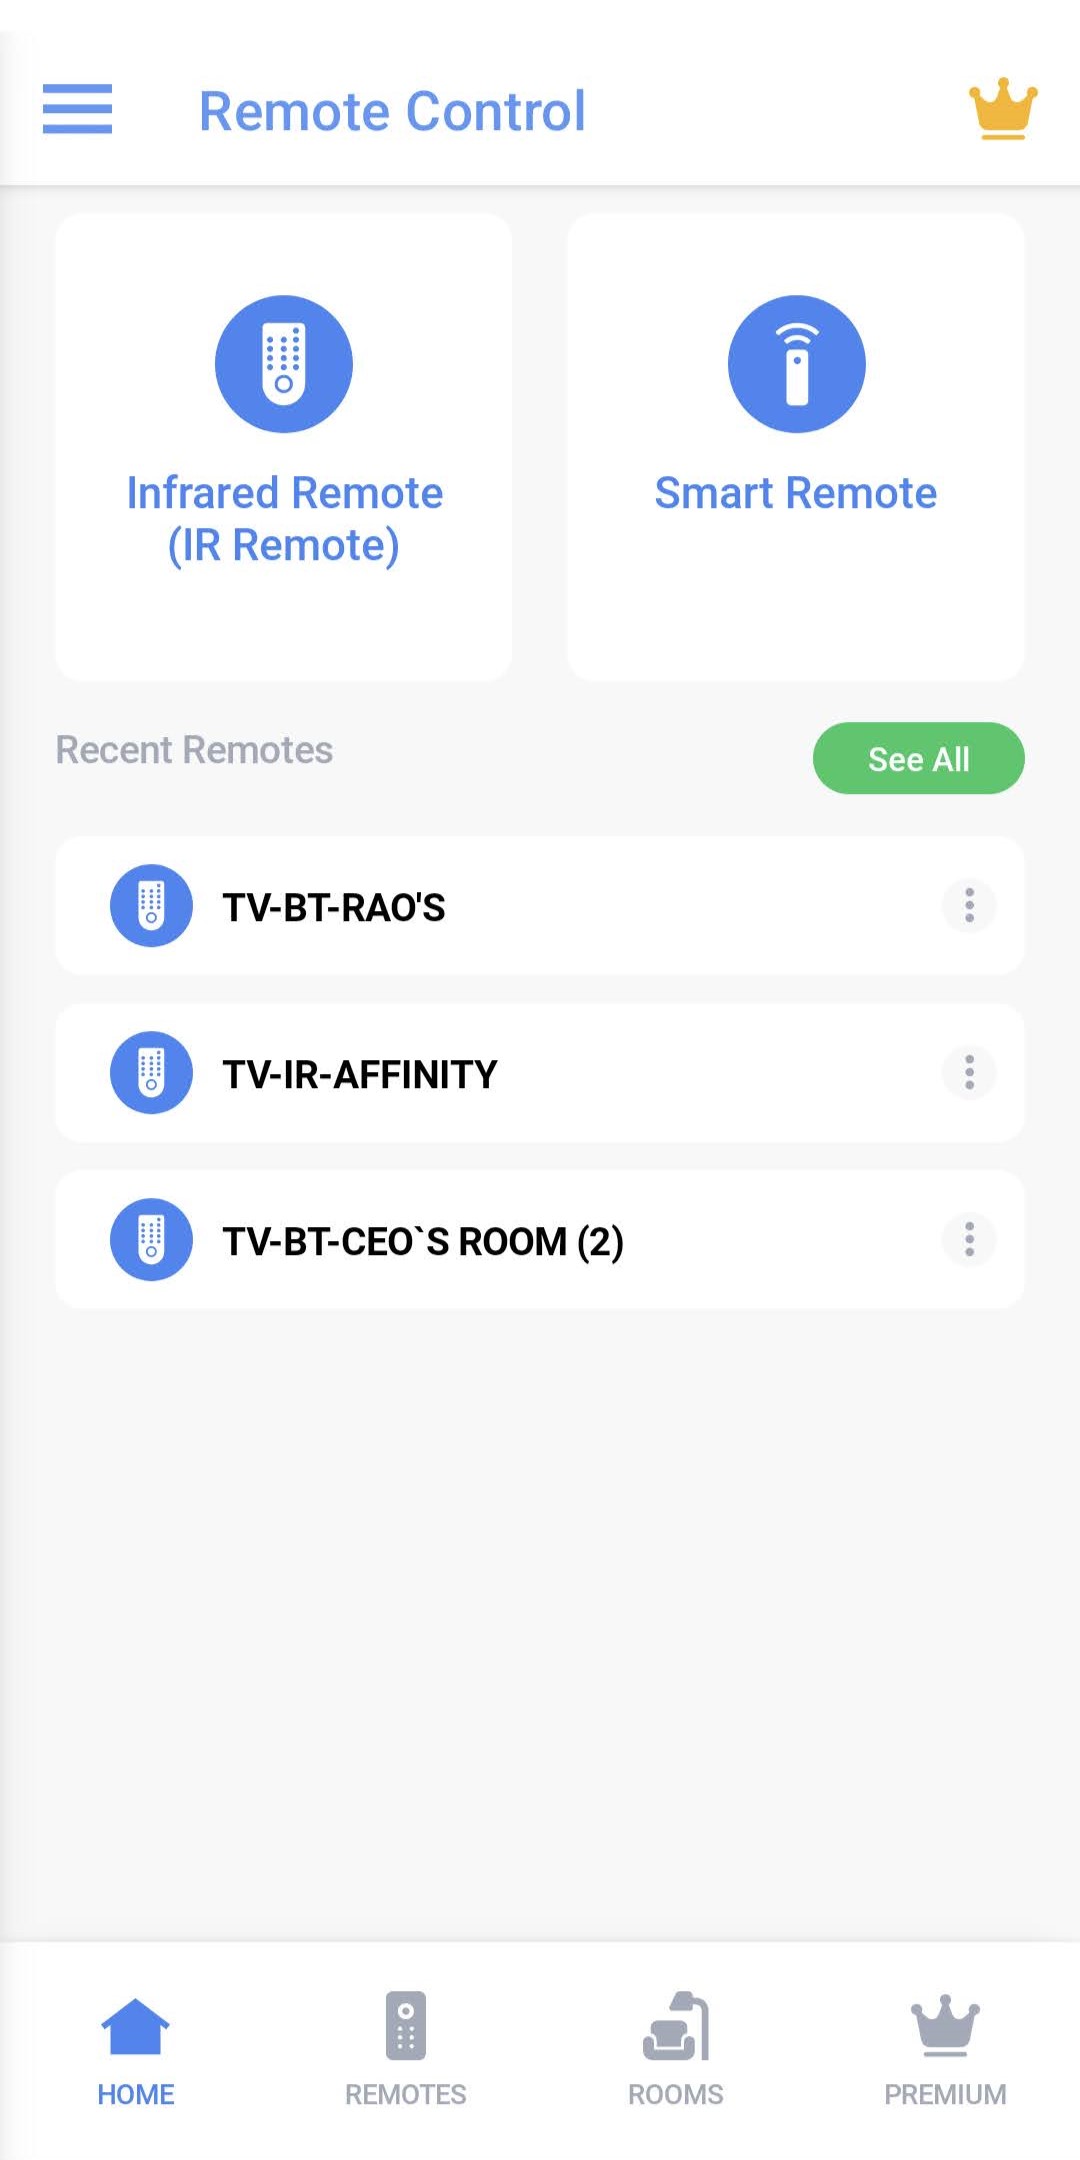 Remote Control
Infrared Remote
(IR Remote)
Smart Remote
Recent Remotes
See All
TV-BT-RAO'S
TV-IR-AFFINITY
TV-BT-CEO`S ROOM (2)
HOME
REMOTES
ROOMS
PREMIUM